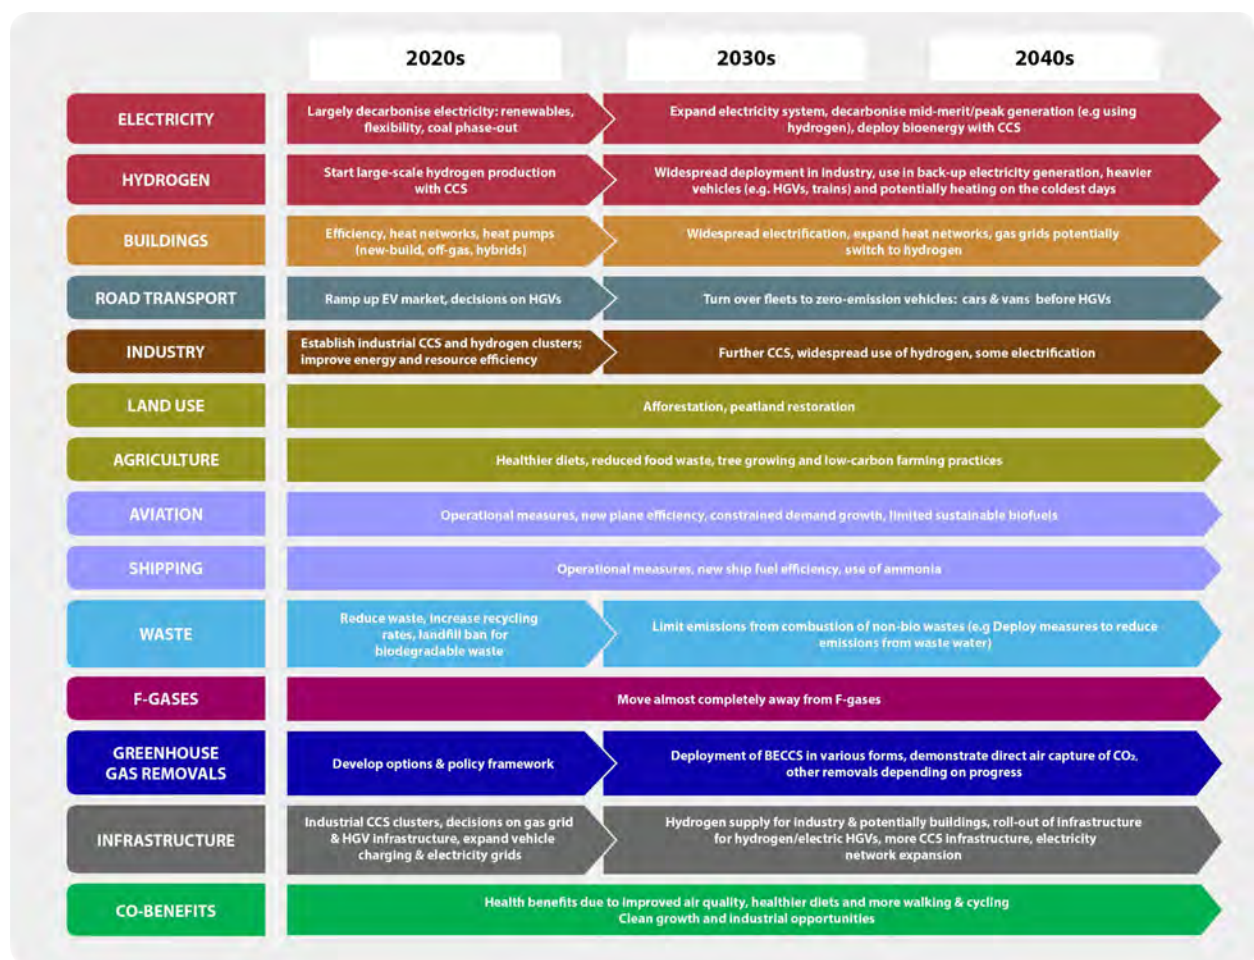 2020s
2030s
2040s
ELECTRICITY
Largely decarbonise electricity: renewables,
flexibility, coal phase-out
Expand electricity system, decarbonise mid-merit/peak generation (e.g using
hydrogen), deploy bioenergy with CCS
HYDROGEN
Start large-scale hydrogen production
with CCS
Widespread deployment in industry, use in back-up electricity generation, heavier
vehicles (e.g. HGVs, trains) and potentially heating on the coldest days
BUILDINGS
Efficiency, heat networks, heat pumps
(new-build, off-gas, hybrids)
Widespread electrification, expand heat networks, gas grids potentially
switch to hydrogen
ROAD TRANSPORT
Ramp up EV market, decisions on HGVs
Turn over fleets to zero-emission vehicles: cars & vans before HGVs
INDUSTRY
Establish industrial CCS and hydrogen clusters;
improve energy and resource efficiency
Further CCS, widespread use of hydrogen, some electrification
LAND USE
Afforestation, peatland restoration
AGRICULTURE
Healthier diets, reduced food waste, tree growing and low-carbon farming practices
AVIATION
Operational measures, new plane efficiency, constrained demand growth, limited sustainable biofuels
SHIPPING
Operational measures, new ship fuel efficiency, use of ammonia
WASTE
Reduce waste, increase recycling
rates, landfill ban for
biodegradable waste
Limit emissions from combustion of non-bio wastes (e.g Deploy measures to reduce
emissions from waste water)
F-GASES
Move almost completely away from F-gases
GREENHOUSE
GAS REMOVALS
Develop options & policy framework
Deployment of BECCS in various forms, demonstrate direct air capture of CO₂,
other removals depending on progress
INFRASTRUCTURE
Industrial CCS clusters, decisions on gas grid
& HGV infrastructure, expand vehicle
charging & electricity grids
Hydrogen supply for industry & potentially buildings, roll-out of infrastructure
for hydrogen/electric HGVs, more CCS infrastructure, electricity
network expansion
CO-BENEFITS
Health benefits due to improved air quality, healthier diets and more walking & cycling
Clean growth and industrial opportunities